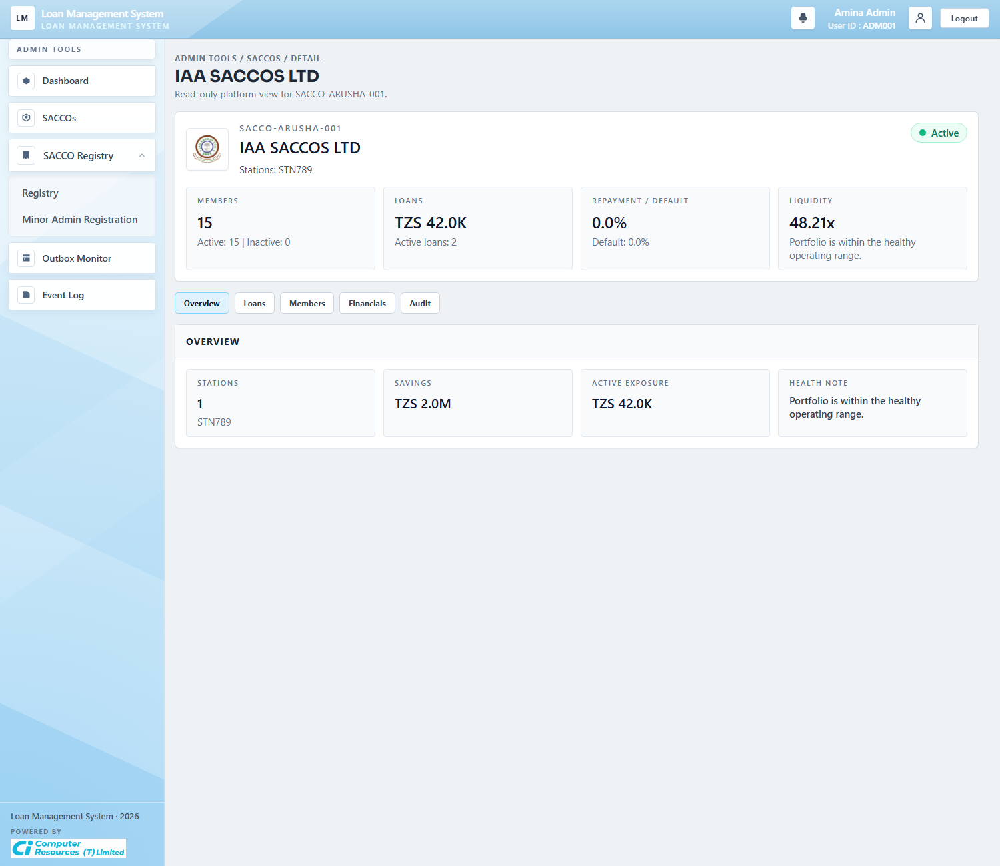 LM
Loan Management System
LOAN MANAGEMENT SYSTEM
Amina Admin
User ID : ADM001
Logout
ADMIN TOOLS
Dashboard
SACCOs
SACCO Registry
Registry
Minor Admin Registration
Outbox Monitor
Event Log
Loan Management System · 2026
POWERED BY
Ci Computer
Resources (T) Limited
ADMIN TOOLS / SACCOS / DETAIL
IAA SACCOS LTD
Read-only platform view for SACCO-ARUSHA-001.
SACCO-ARUSHA-001
IAA SACCOS LTD
Stations: STN789
Active
MEMBERS
15
Active: 15 | Inactive: 0
LOANS
TZS 42.0K
Active loans: 2
REPAYMENT / DEFAULT
0.0%
Default: 0.0%
LIQUIDITY
48.21x
Portfolio is within the healthy
operating range.
Overview
Loans
Members
Financials
Audit
OVERVIEW
STATIONS
1
STN789
SAVINGS
TZS 2.0M
ACTIVE EXPOSURE
TZS 42.0K
HEALTH NOTE
Portfolio is within the healthy
operating range.